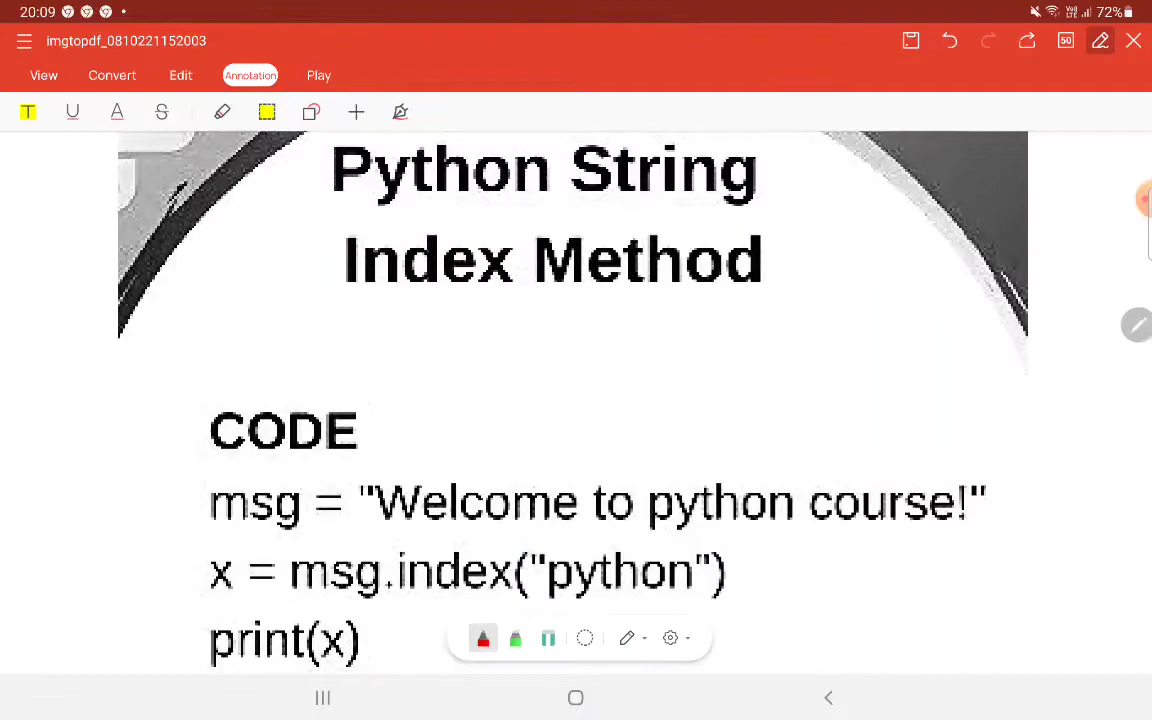 20:09 72%
imgtopdf_0810221152003 50
View Convert Edit Annotation Play
T U A S
Python String
Index Method
CODE
msg = "Welcome to python course!"
x = msg.index("python")
print(x)